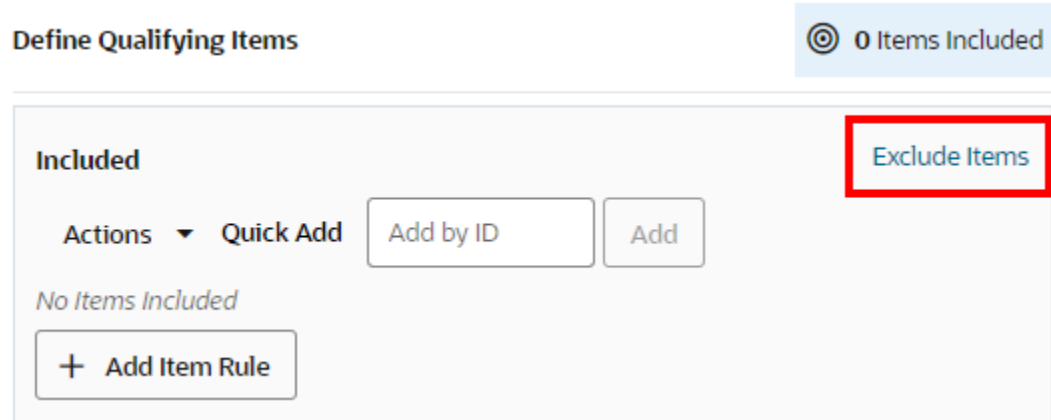 Define Qualifying Items
0 Items Included
Included
Exclude Items
Actions Quick Add Add by ID Add
No Items Included
+ Add Item Rule